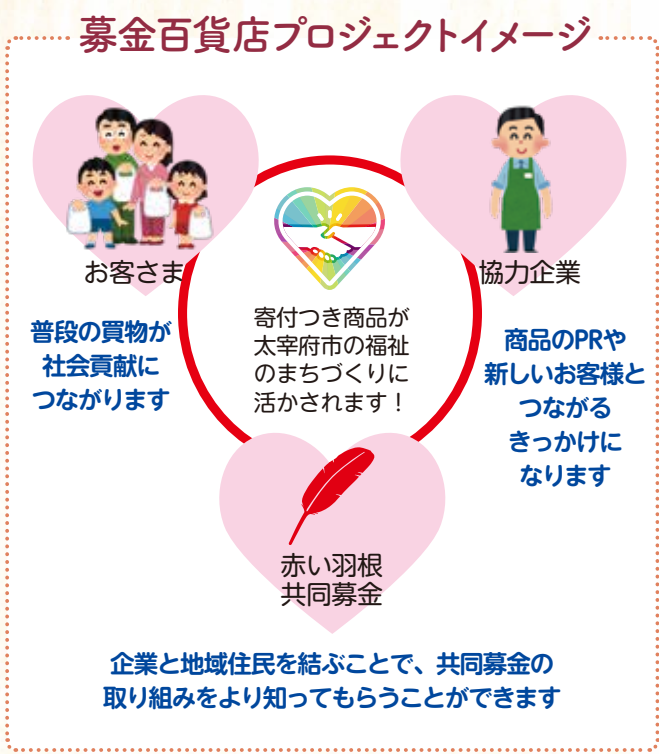 募金百貨店プロジェクトイメージ
お客さま
協力企業
普段の買物が
社会貢献に
つながります
寄付つき商品が
太宰府市の福祉
のまちづくりに
活かされます！
商品のPRや
新しいお客様と
つながる
きっかけに
なります
赤い羽根
共同募金
企業と地域住民を結ぶことで、共同募金の
取り組みをより知ってもらうことができます